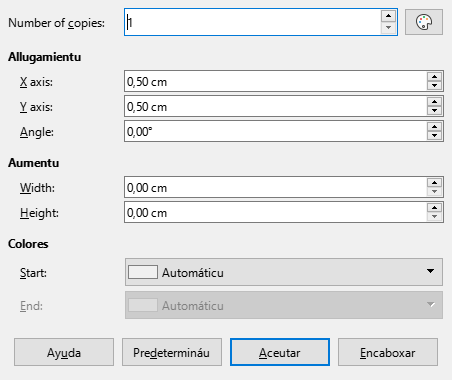 Number of copies: 1
Allugamientu
X axis: 0,50 cm
Y axis: 0,50 cm
Angle: 0,00°
Aumentu
Width: 0,00 cm
Height: 0,00 cm
Colores
Start: Automáticu
End: Automáticu
Ayuda Predetermináu Aceutar Encaboxar